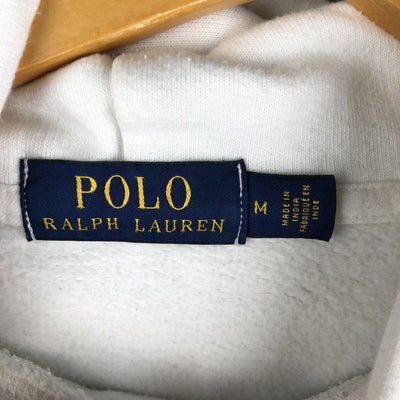 POLO
RALPH LAUREN
M
MADE IN
INDIA
FABRIQUÉ EN
INDE